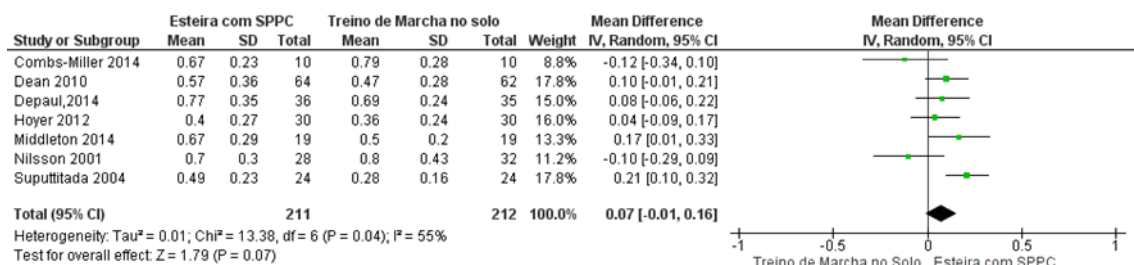 Esteira com SPPC Treino de Marcha no solo Mean Difference Mean Difference
Study or Subgroup Mean SD Total Mean SD Total Weight IV, Random, 95% CI IV, Random, 95% CI
Combs-Miller 2014 0.67 0.23 10 0.79 0.28 10 8.8% -0.12 [-0.34, 0.10]
Dean 2010 0.57 0.36 64 0.47 0.28 62 17.8% 0.10 [-0.01, 0.21]
Depaul,2014 0.77 0.35 36 0.69 0.24 35 15.0% 0.08 [-0.06, 0.22]
Hoyer 2012 0.4 0.27 30 0.36 0.24 30 16.0% 0.04 [-0.09, 0.17]
Middleton 2014 0.67 0.29 19 0.5 0.2 19 13.3% 0.17 [0.01, 0.33]
Nilsson 2001 0.7 0.3 28 0.8 0.43 32 11.2% -0.10 [-0.29, 0.09]
Suputtitada 2004 0.49 0.23 24 0.28 0.16 24 17.8% 0.21 [0.10, 0.32]
Total (95% CI) 211 212 100.0% 0.07 [-0.01, 0.16]
Heterogeneity: Tau² = 0.01; Chi² = 13.38, df = 6 (P = 0.04); I² = 55%
Test for overall effect: Z = 1.79 (P = 0.07)
-1 -0.5 0 0.5 1
Treino de Marcha no Solo Esteira com SPPC